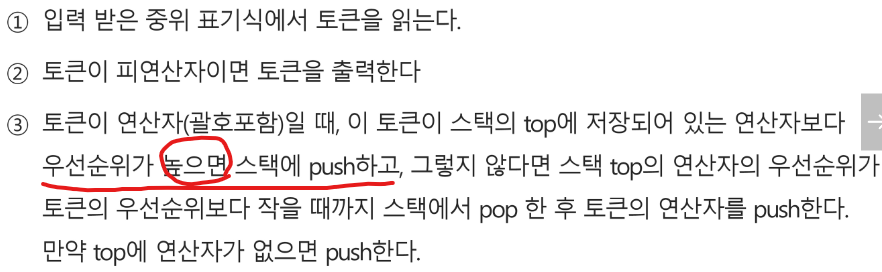 ① 입력 받은 중위 표기식에서 토큰을 읽는다.
② 토큰이 피연산자이면 토큰을 출력한다
③ 토큰이 연산자(괄호포함)일 때, 이 토큰이 스택의 top에 저장되어 있는 연산자보다
우선순위가 높으면 스택에 push하고, 그렇지 않다면 스택 top의 연산자의 우선순위가
토큰의 우선순위보다 작을 때까지 스택에서 pop 한 후 토큰의 연산자를 push한다.
만약 top에 연산자가 없으면 push한다.